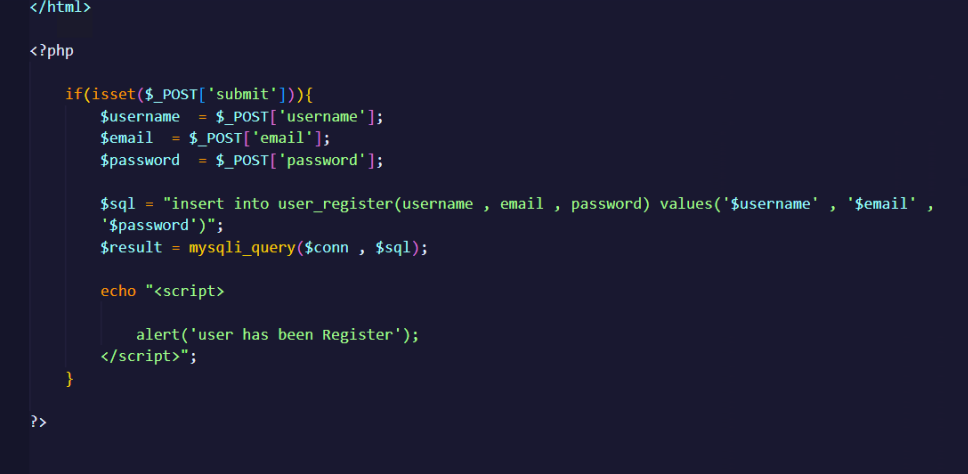 </html>
<?php
if(isset($_POST['submit'])){
$username  = $_POST['username'];
$email  = $_POST['email'];
$password  = $_POST['password'];
$sql = "insert into user_register(username , email , password) values('$username' , '$email' ,
'$password')";
$result = mysqli_query($conn , $sql);
echo "<script>
alert('user has been Register');
</script>";
}
?>